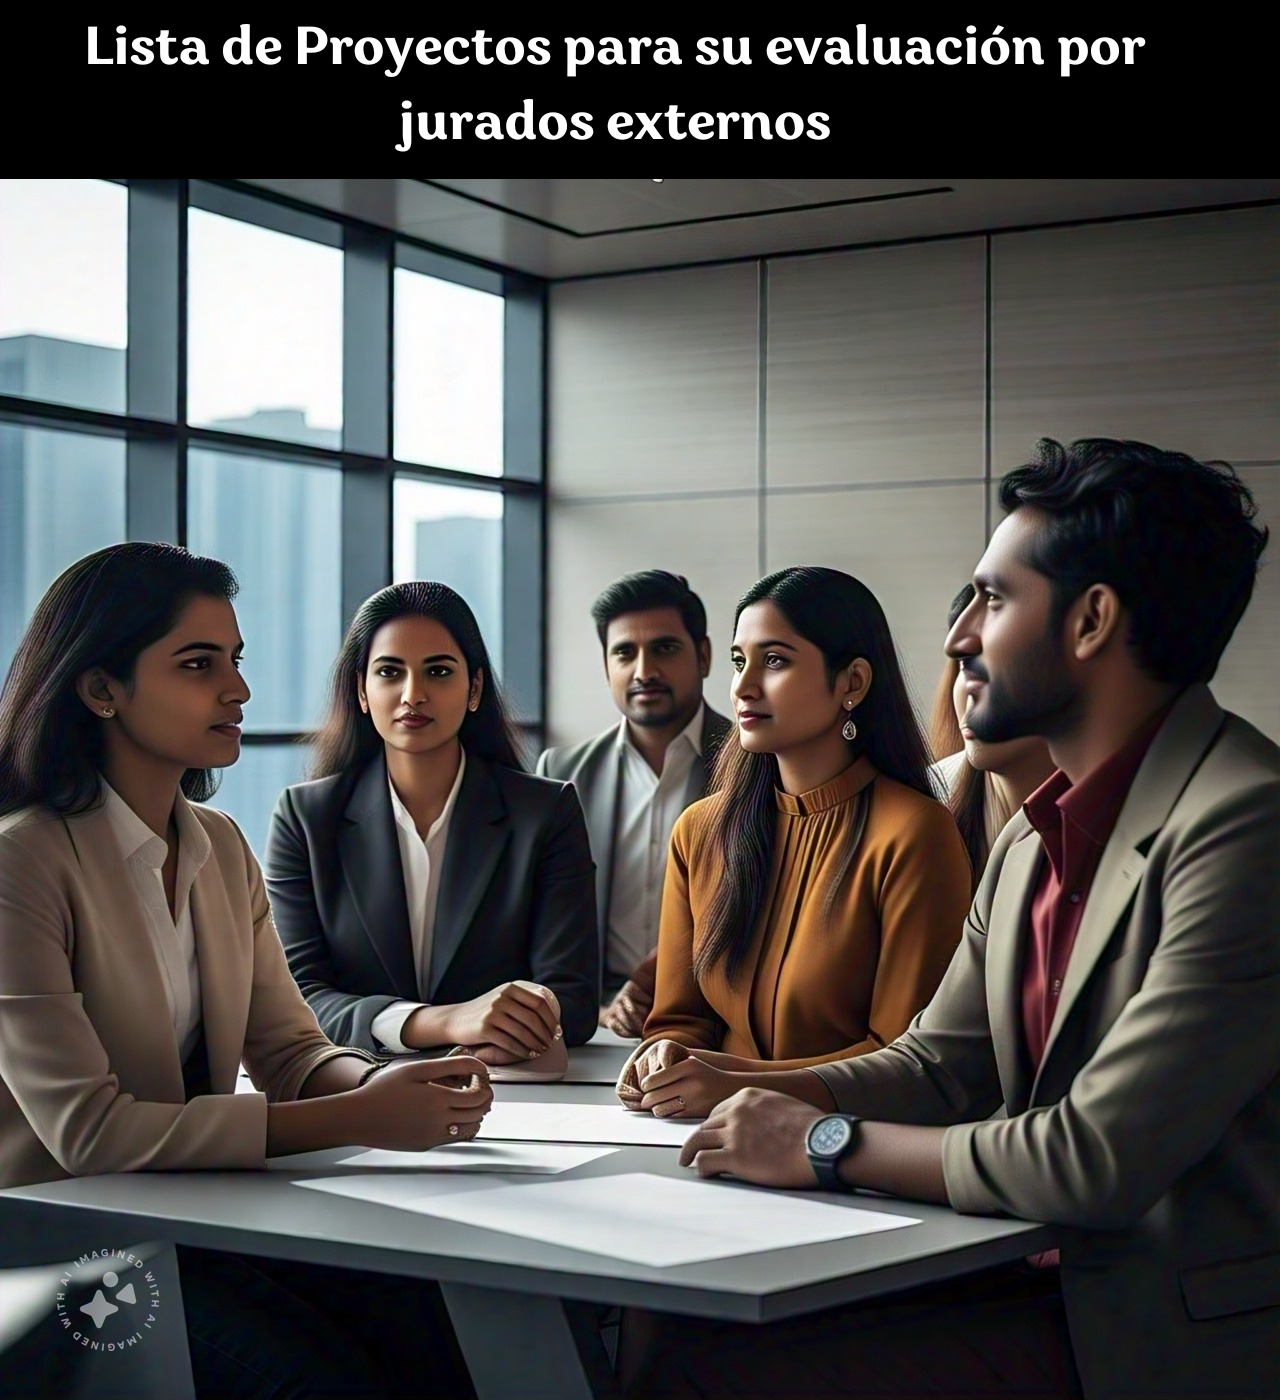 Lista de Proyectos para su evaluación por
jurados externos
IMAGINED WITH AI IMAGINED WITH AI